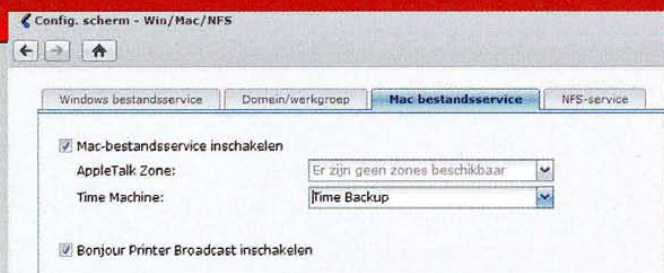 Config. scherm - Win/Mac/NFS
Windows bestandsservice Domein/werkgroep Mac bestandsservice NFS-service
Mac-bestandsservice inschakelen
AppleTalk Zone: Er zijn geen zones beschikbaar
Time Machine: Time Backup
Bonjour Printer Broadcast inschakelen